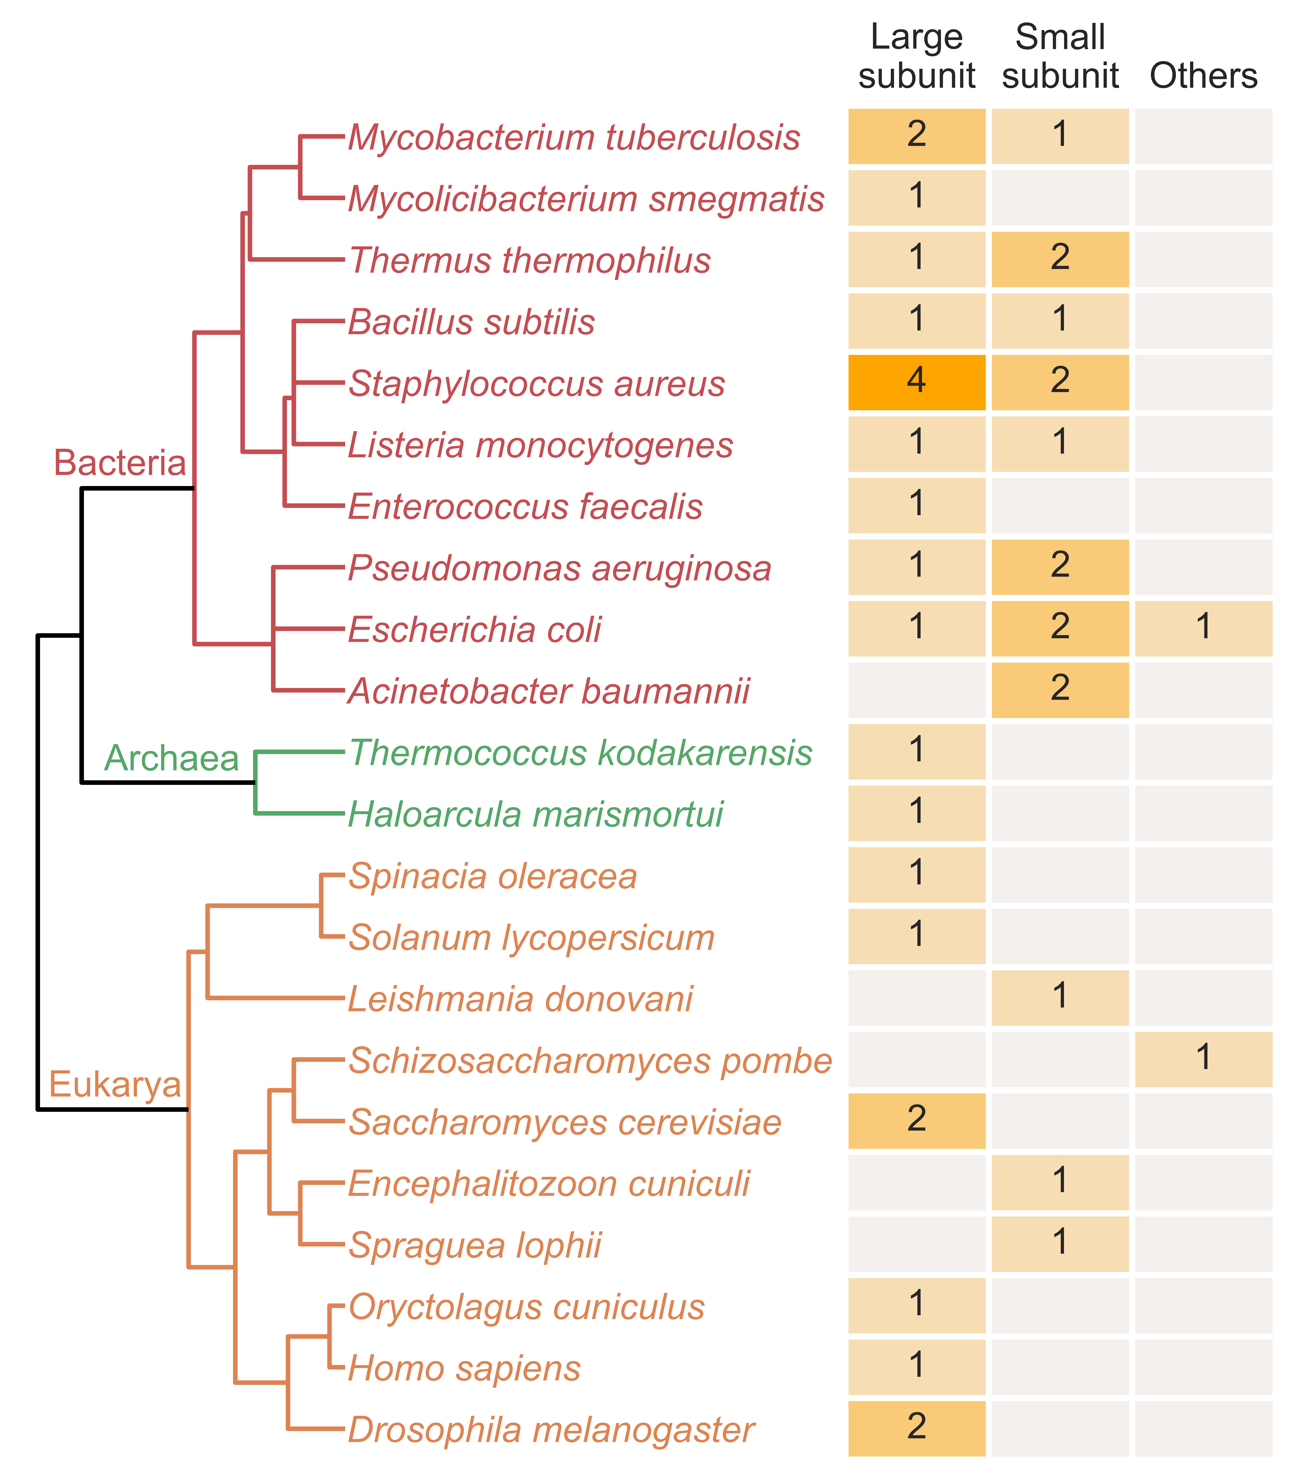 Large subunit
Small subunit
Others
Mycobacterium tuberculosis 2 1
Mycolicibacterium smegmatis 1
Thermus thermophilus 1 2
Bacillus subtilis 1 1
Staphylococcus aureus 4 2
Listeria monocytogenes 1 1
Bacteria
Enterococcus faecalis 1
Pseudomonas aeruginosa 1 2
Escherichia coli 1 2 1
Acinetobacter baumannii 2
Archaea
Thermococcus kodakarensis 1
Haloarcula marismortui 1
Spinacia oleracea 1
Solanum lycopersicum 1
Leishmania donovani 1
Schizosaccharomyces pombe 1
Eukarya
Saccharomyces cerevisiae 2
Encephalitozoon cuniculi 1
Spraguea lophii 1
Oryctolagus cuniculus 1
Homo sapiens 1
Drosophila melanogaster 2